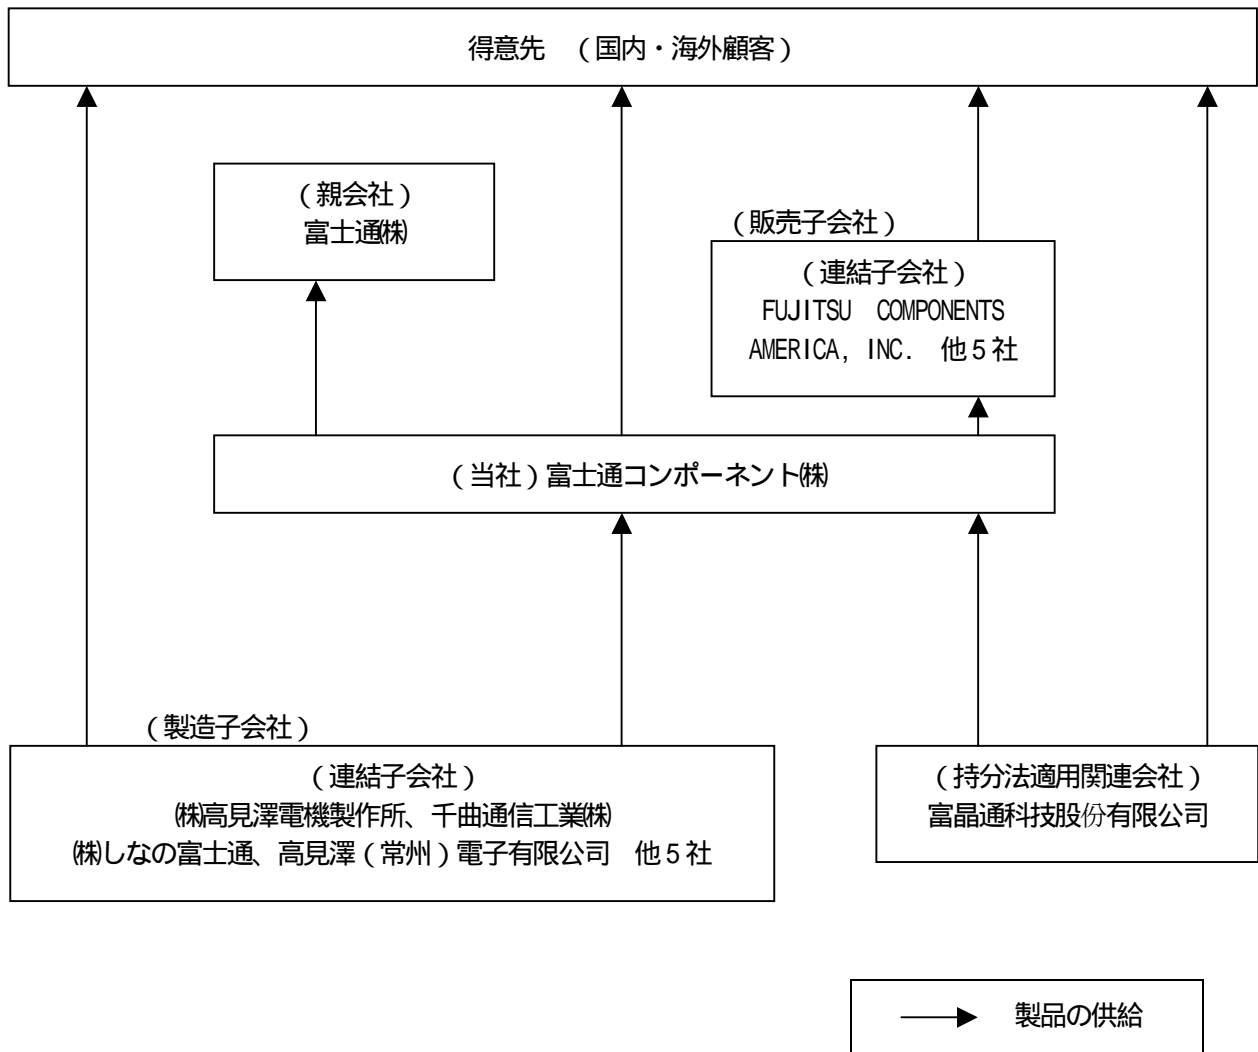 得意先　（国内・海外顧客）
（親会社）
富士通㈱
（販売子会社）
（連結子会社）
FUJITSU　COMPONENTS
AMERICA, INC.　他５社
（当社）富士通コンポーネント㈱
（製造子会社）
（連結子会社）
㈱高見澤電機製作所、千曲通信工業㈱
㈱しなの富士通、高見澤（常州）電子有限公司　他５社
（持分法適用関連会社）
富晶通科技股份有限公司
製品の供給